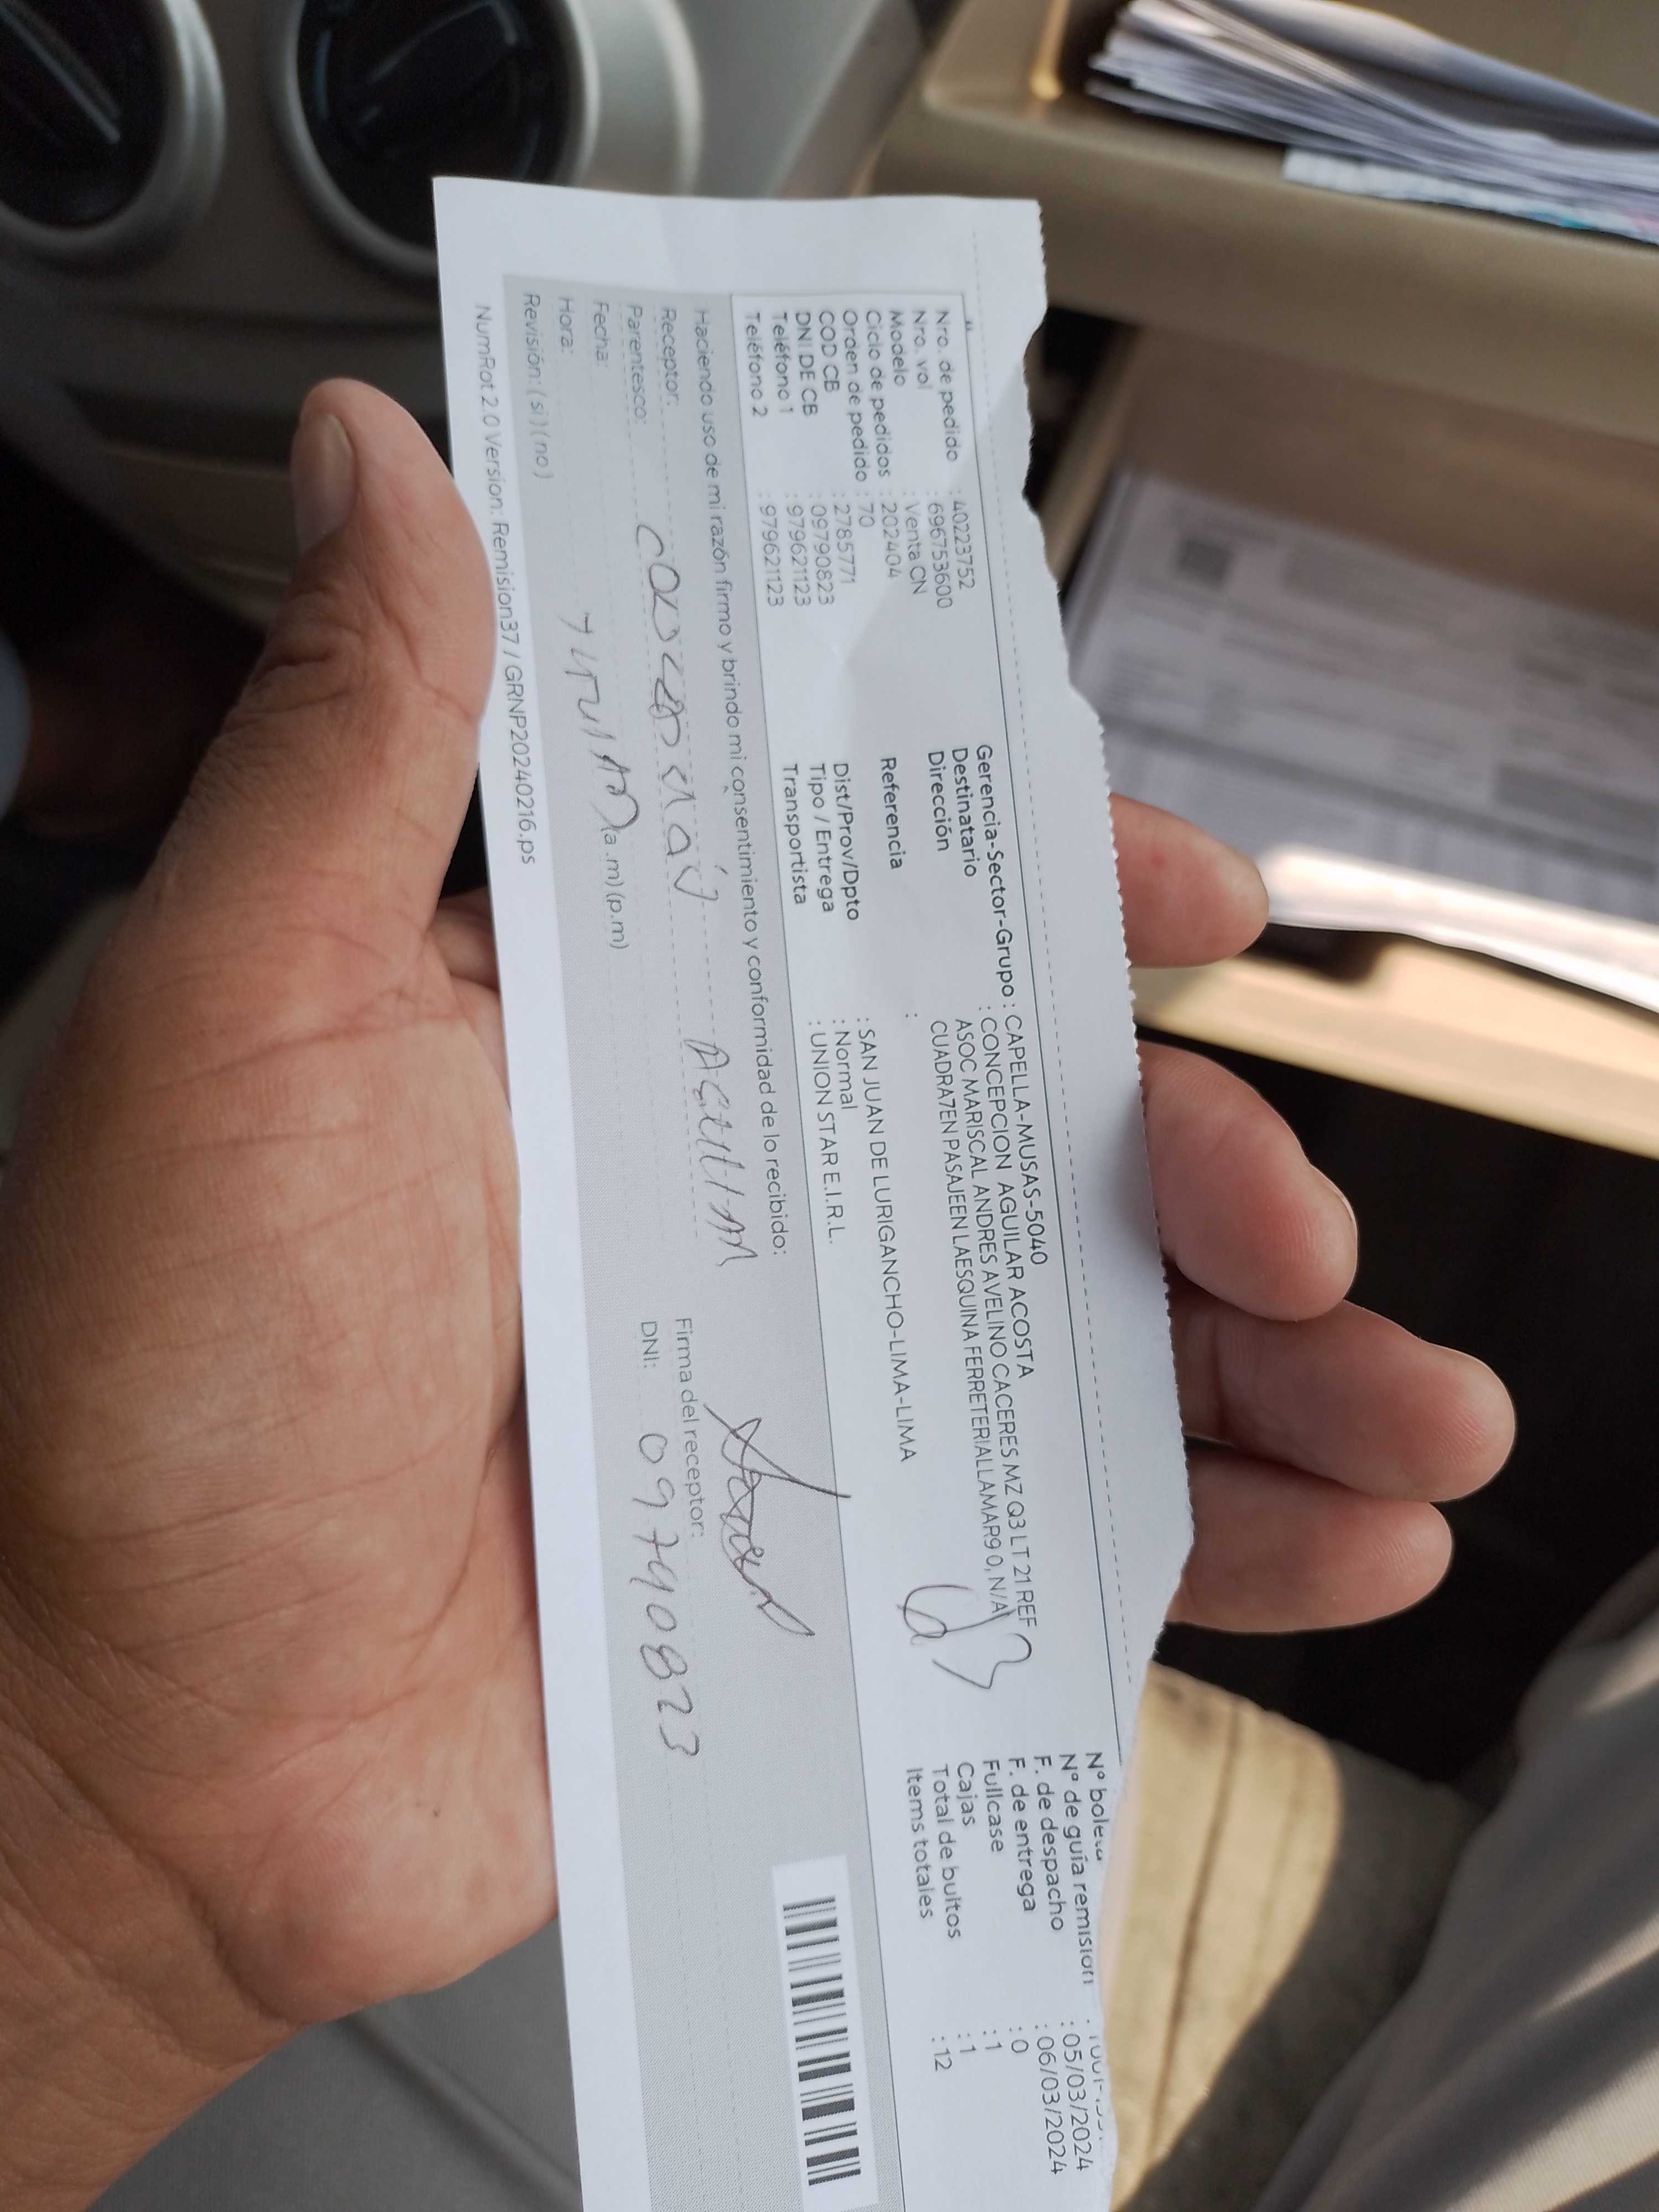 Nro. de pedido : 40223752
Nro. vol : 696753600
Modelo : Venta CN
Ciclo de pedidos : 202404
Orden de pedido : 70
COD CB : 2785771
DNI DE CB : 09790823
Teléfono 1 : 979621123
Teléfono 2 : 979621123
Gerencia-Sector-Grupo : CAPELLA-MUSAS-5040
Destinatario : CONCEPCION AGUILAR ACOSTA
Dirección ASOC MARISCAL ANDRES AVELINO CACERES MZ Q3 LT 21 REF
CUADRA7EN PASAJEEN LAESQUINA FERRETERIALLAMAR9 0, N/A
Referencia :
Dist/Prov/Dpto : SAN JUAN DE LURIGANCHO-LIMA-LIMA
Tipo / Entrega : Normal
Transportista : UNION STAR E.I.R.L.
Nº boleta
Nº de guía remisión
F. de despacho : 05/03/2024
F. de entrega : 06/03/2024
Fullcase : 0
Cajas : 1
Total de bultos : 1
Items totales : 12
Haciendo uso de mi razón firmo y brindo mi consentimiento y conformidad de lo recibido:
Receptor:
Parentesco:
Fecha:
Hora: (a.m) (p.m)
Revisión: (si) (no)
Firma del receptor:
DNI: 09790823
NumRot 2.0 Version: Remision37 / GRNP20240216.ps